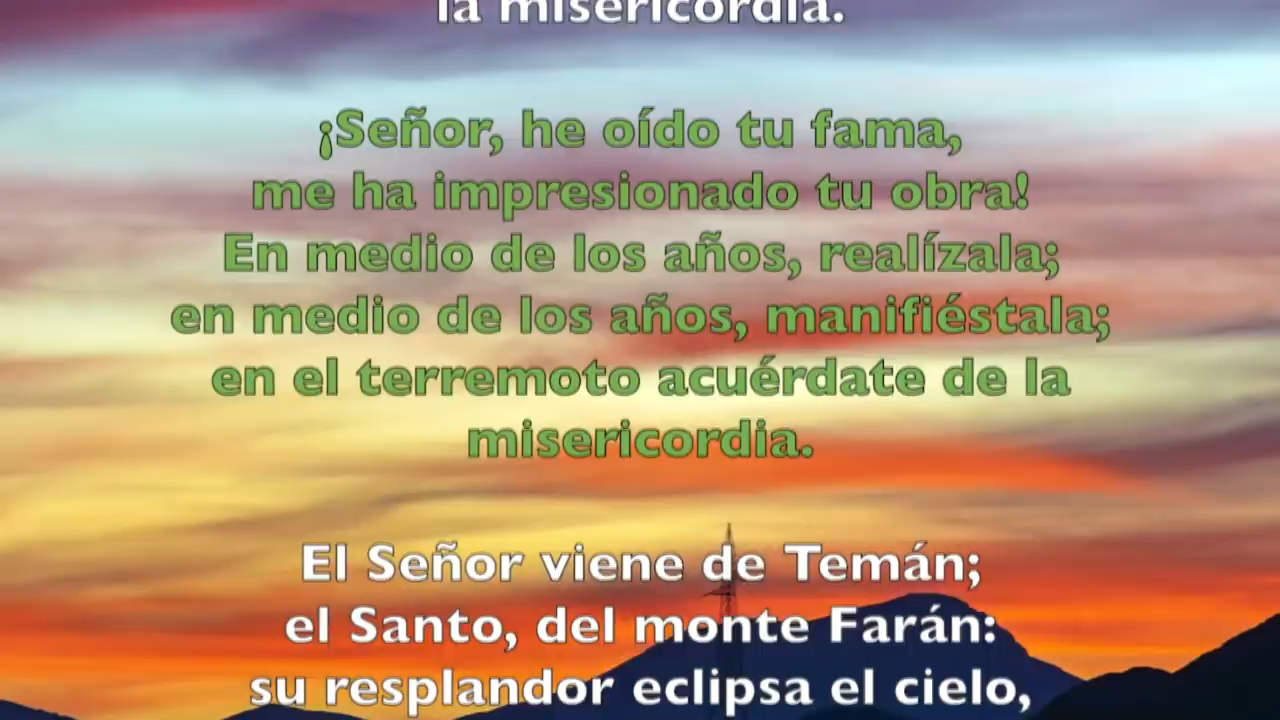 la misericordia.
¡Señor, he oído tu fama,
me ha impresionado tu obra!
En medio de los años, realízala;
en medio de los años, manifiéstala;
en el terremoto acuérdate de la
misericordia.
El Señor viene de Temán;
el Santo, del monte Farán:
su resplandor eclipsa el cielo,